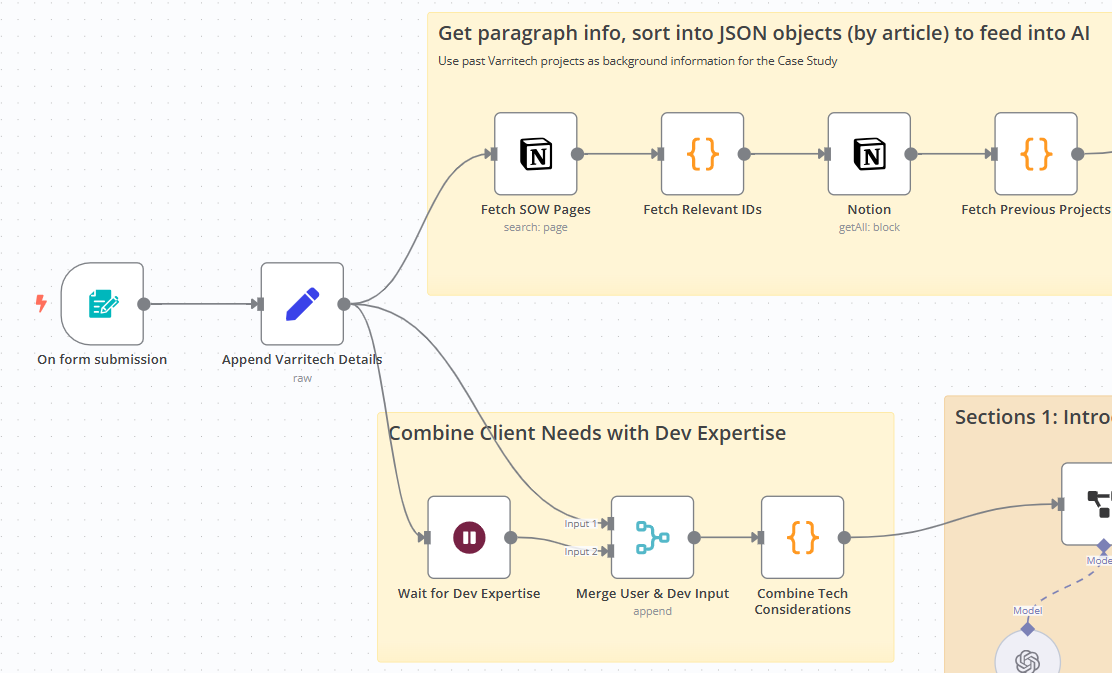 Get paragraph info, sort into JSON objects (by article) to feed into AI
Use past Varritech projects as background information for the Case Study
Fetch SOW Pages
search: page
Fetch Relevant IDs
Notion
getAll: block
Fetch Previous Projects
On form submission
Append Varritech Details
raw
Combine Client Needs with Dev Expertise
Input 1
Input 2
Wait for Dev Expertise
Merge User & Dev Input
append
Combine Tech
Considerations
Sections 1: Intro
Mode
Model